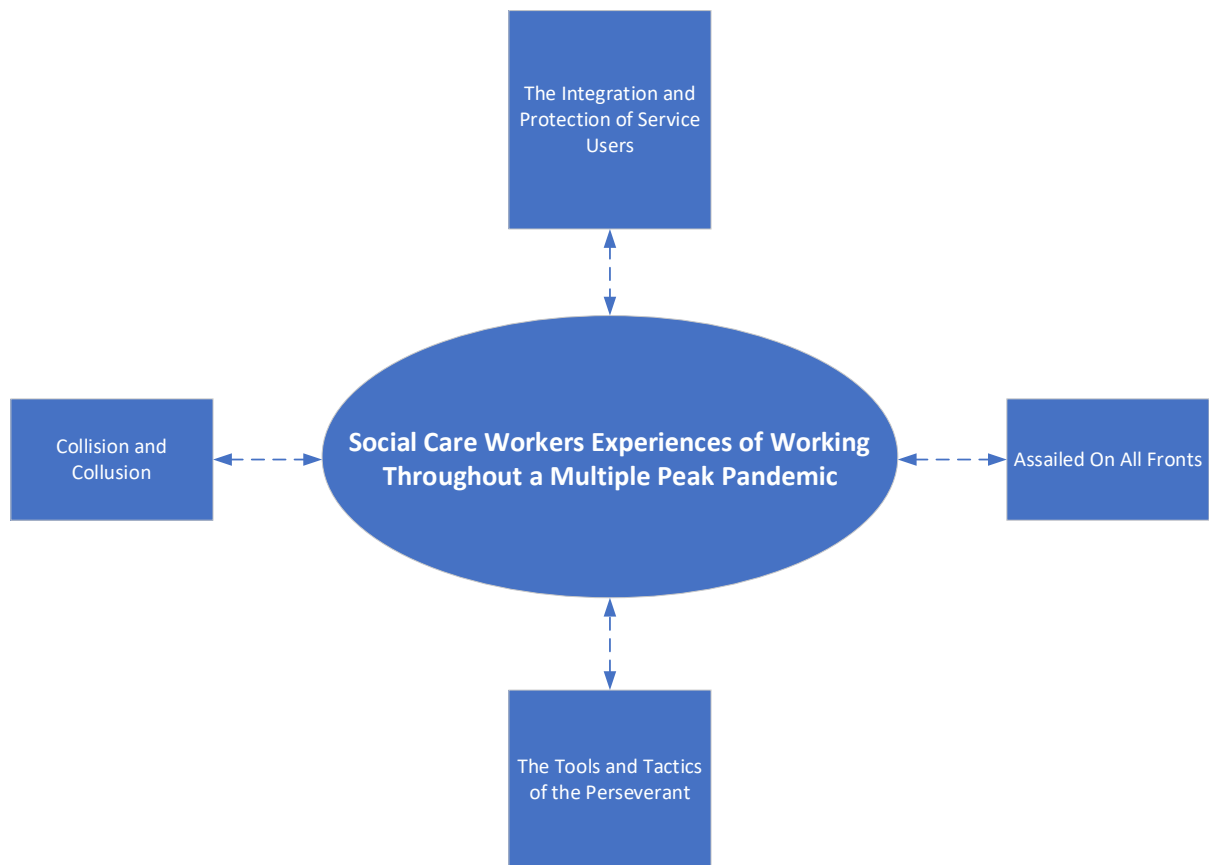 The Integration and
Protection of Service
Users
Collision and
Collusion
Social Care Workers Experiences of Working
Throughout a Multiple Peak Pandemic
Assailed On All Fronts
The Tools and Tactics
of the Perseverant